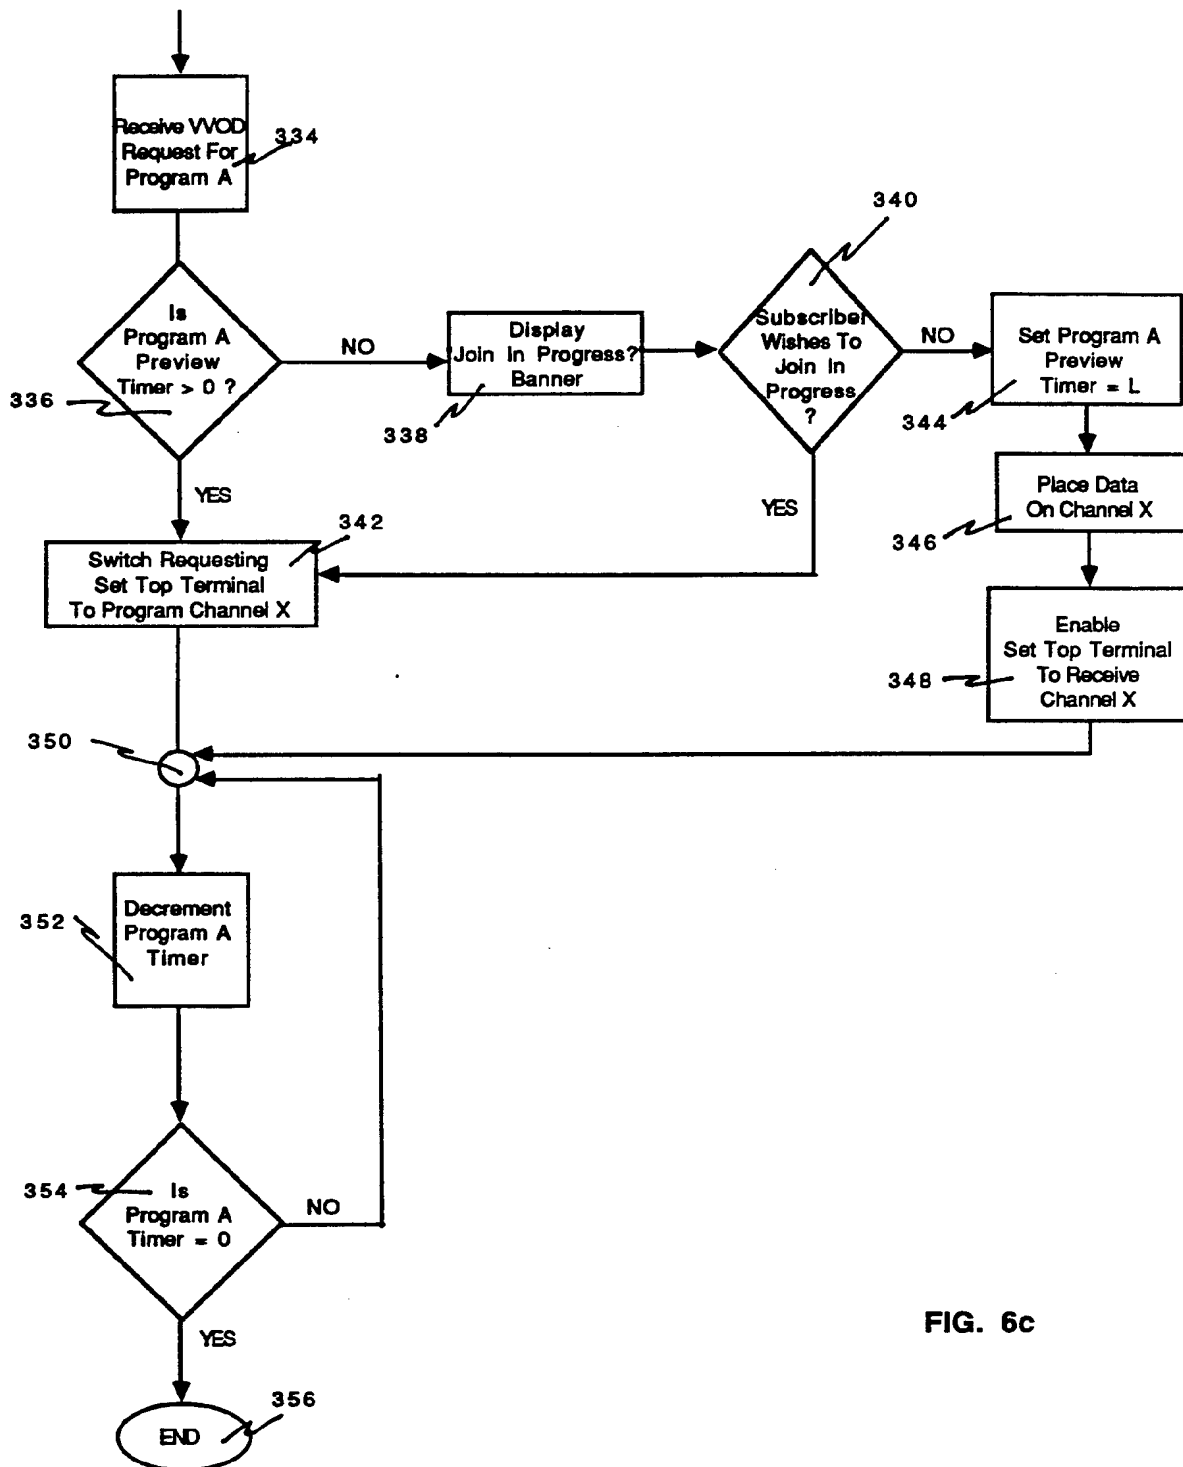 Receive VVOD
Request For
Program A
334
Is
Program A
Preview
Timer > 0 ?
336
NO
YES
Display
Join In Progress?
Banner
338
340
Subscriber
Wishes To
Join In
Progress
?
NO
YES
Set Program A
Preview
Timer = L
344
Place Data
On Channel X
346
Enable
Set Top Terminal
To Receive
Channel X
348
342
Switch Requesting
Set Top Terminal
To Program Channel X
350
Decrement
Program A
Timer
352
354
Is
Program A
Timer = 0
NO
YES
END
356
FIG. 6c